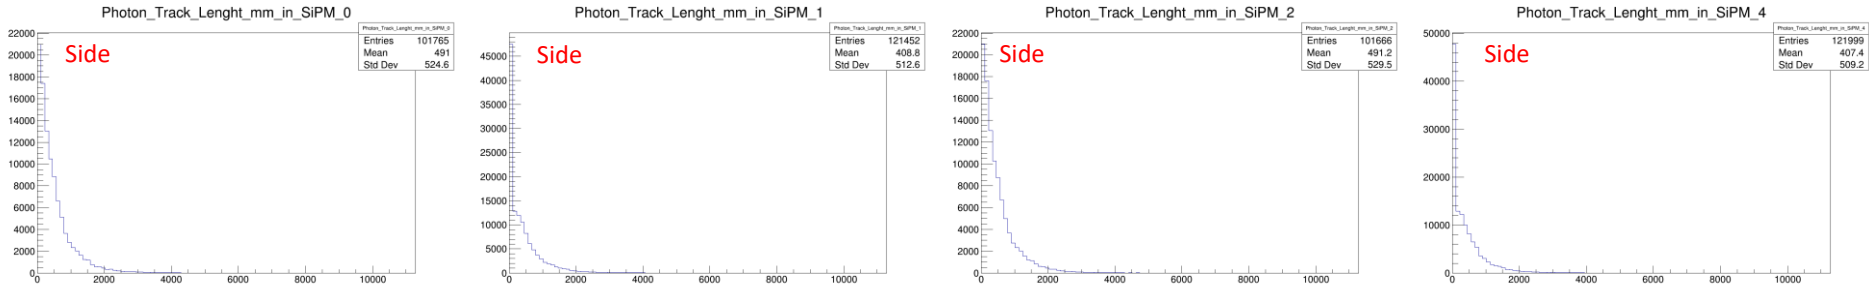 Photon_Track_Lenght_mm_in_SiPM_0
Photon_Track_Lenght_mm_in_SiPM_0
Entries 101765
Mean 491
Std Dev 524.6
Side
22000
20000
18000
16000
14000
12000
10000
8000
6000
4000
2000
0
0 2000 4000 6000 8000 10000
Photon_Track_Lenght_mm_in_SiPM_1
Photon_Track_Lenght_mm_in_SiPM_1
Entries 121452
Mean 408.8
Std Dev 512.6
Side
45000
40000
35000
30000
25000
20000
15000
10000
5000
0
0 2000 4000 6000 8000 10000
Photon_Track_Lenght_mm_in_SiPM_2
Photon_Track_Lenght_mm_in_SiPM_2
Entries 101666
Mean 491.2
Std Dev 529.5
Side
22000
20000
18000
16000
14000
12000
10000
8000
6000
4000
2000
0
0 2000 4000 6000 8000 10000
Photon_Track_Lenght_mm_in_SiPM_4
Photon_Track_Lenght_mm_in_SiPM_4
Entries 121999
Mean 407.4
Std Dev 509.2
Side
50000
40000
30000
20000
10000
0
0 2000 4000 6000 8000 10000